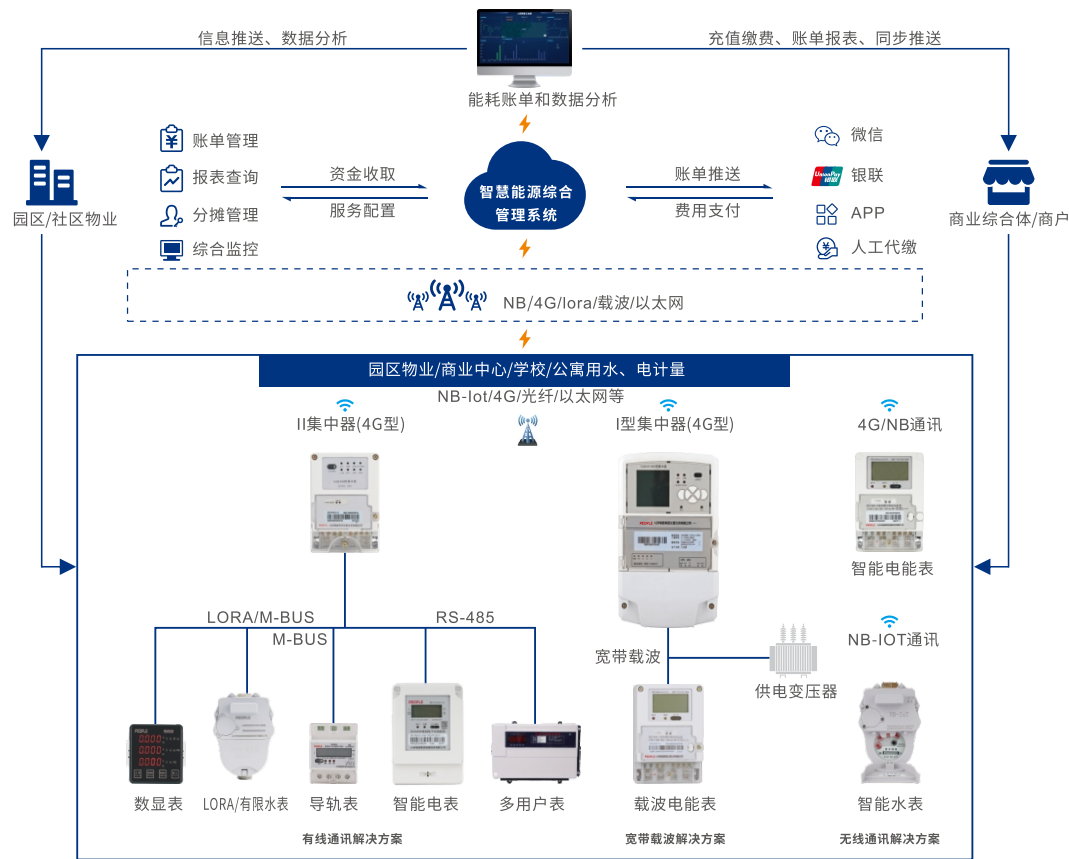 信息推送、数据分析
充值缴费、账单报表、同步推送
能耗账单和数据分析
账单管理
报表查询
分摊管理
综合监控
资金收取
服务配置
智慧能源综合
管理系统
账单推送
费用支付
微信
UnionPay
银联
银联
APP
人工代缴
园区/社区物业
商业综合体/商户
NB/4G/lora/载波/以太网
园区物业/商业中心/学校/公寓用水、电计量
NB-Iot/4G/光纤/以太网等
II集中器(4G型)
I型集中器(4G型)
4G/NB通讯
智能电能表
LORA/M-BUS
RS-485
M-BUS
宽带载波
供电变压器
NB-IOT通讯
PEOPLE
PEOPLE
数显表
LORA/有限水表
导轨表
智能电表
多用户表
载波电能表
智能水表
有线通讯解决方案
宽带载波解决方案
无线通讯解决方案